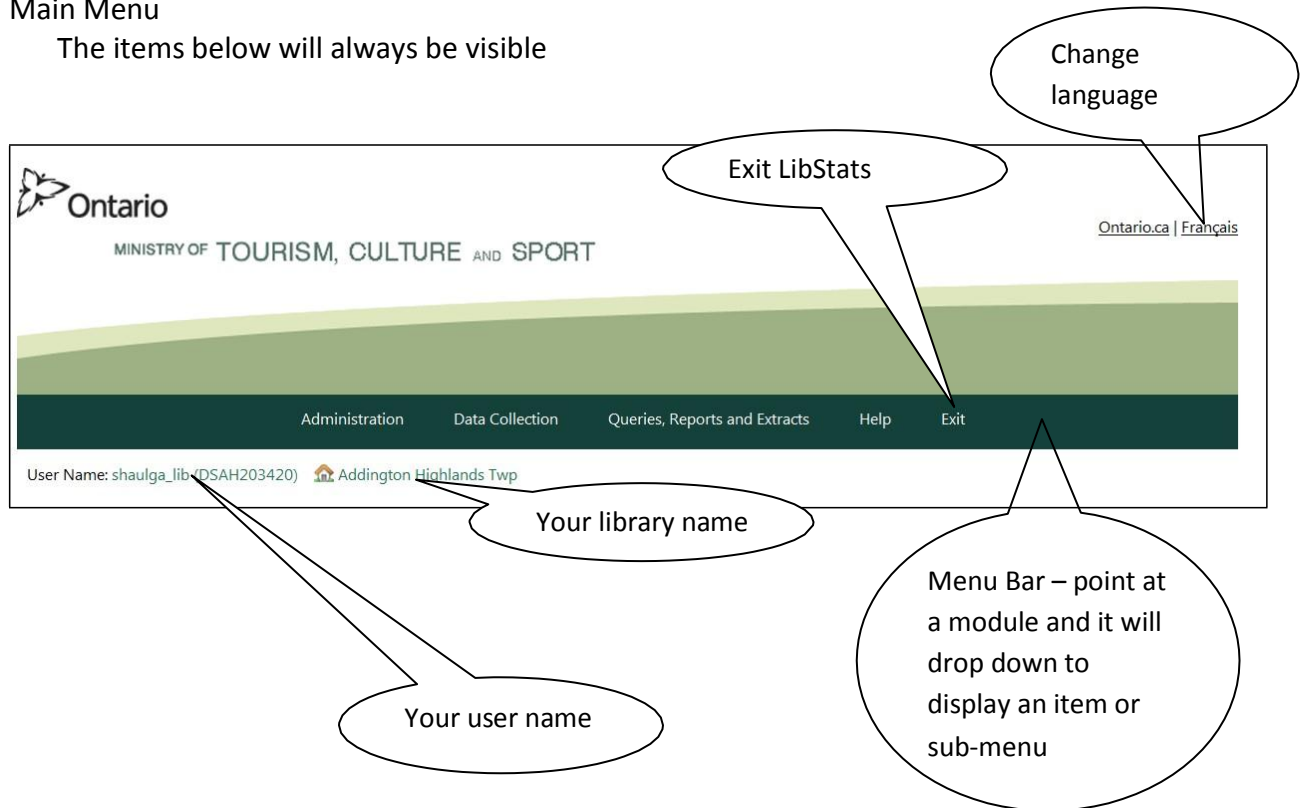 Main Menu
The items below will always be visible
Change
language
Exit LibStats
Ontario
Ontario.ca | Français
MINISTRY OF TOURISM, CULTURE AND SPORT
Administration Data Collection Queries, Reports and Extracts Help Exit
User Name: shaulga_lib (DSAH203420) Addington Highlands Twp
Your library name
Menu Bar – point at
a module and it will
drop down to
display an item or
sub-menu
Your user name